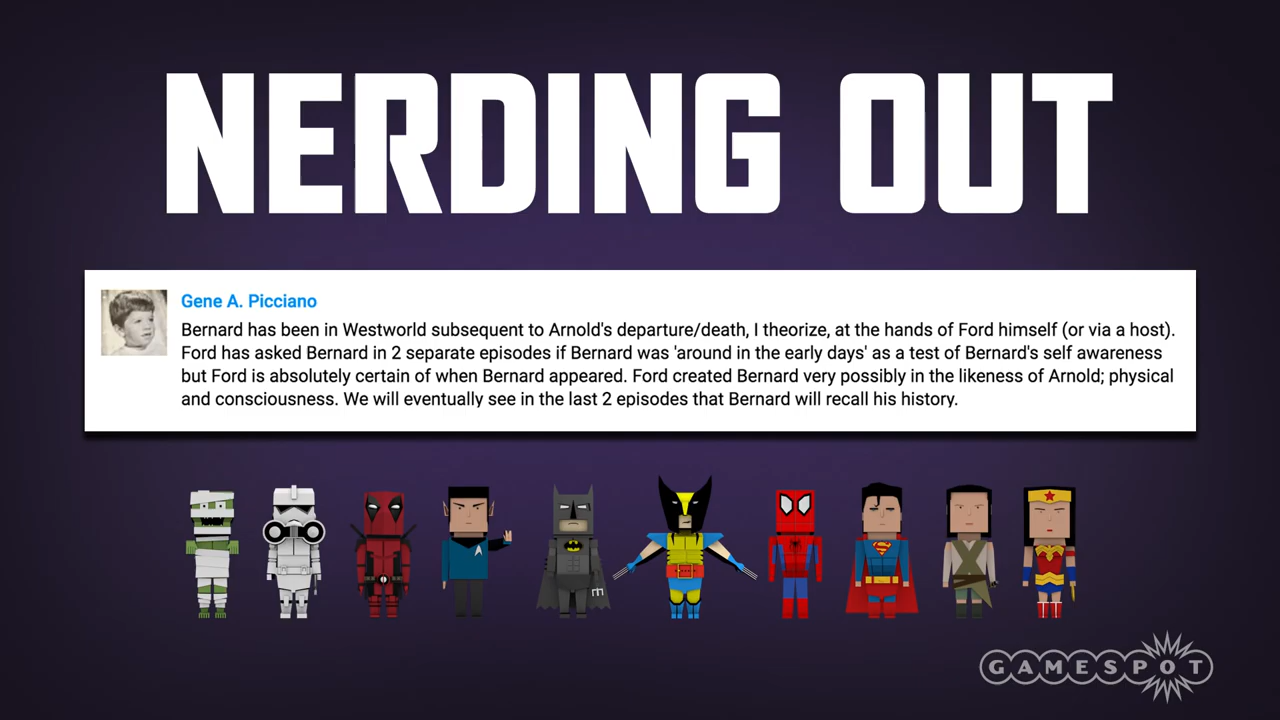 NERDING OUT
Gene A. Picciano
Bernard has been in Westworld subsequent to Arnold's departure/death, I theorize, at the hands of Ford himself (or via a host).
Ford has asked Bernard in 2 separate episodes if Bernard was 'around in the early days' as a test of Bernard's self awareness
but Ford is absolutely certain of when Bernard appeared. Ford created Bernard very possibly in the likeness of Arnold; physical
and consciousness. We will eventually see in the last 2 episodes that Bernard will recall his history.
GAMESPOT